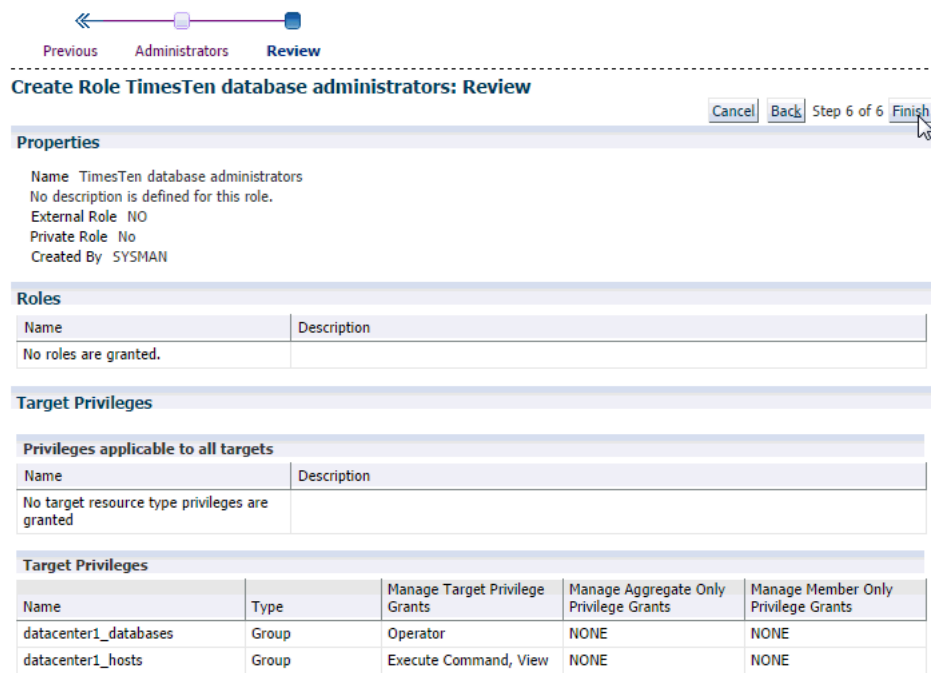 Previous Administrators Review
Create Role TimesTen database administrators: Review
Cancel Back Step 6 of 6 Finish
Properties
Name TimesTen database administrators
No description is defined for this role.
External Role NO
Private Role No
Created By SYSMAN
Roles
Name Description
No roles are granted.
Target Privileges
Privileges applicable to all targets
Name Description
No target resource type privileges are
granted
Target Privileges
Manage Target Privilege Manage Aggregate Only Manage Member Only
Name Type Grants Privilege Grants Privilege Grants
datacenter1_databases Group Operator NONE NONE
datacenter1_hosts Group Execute Command, View NONE NONE